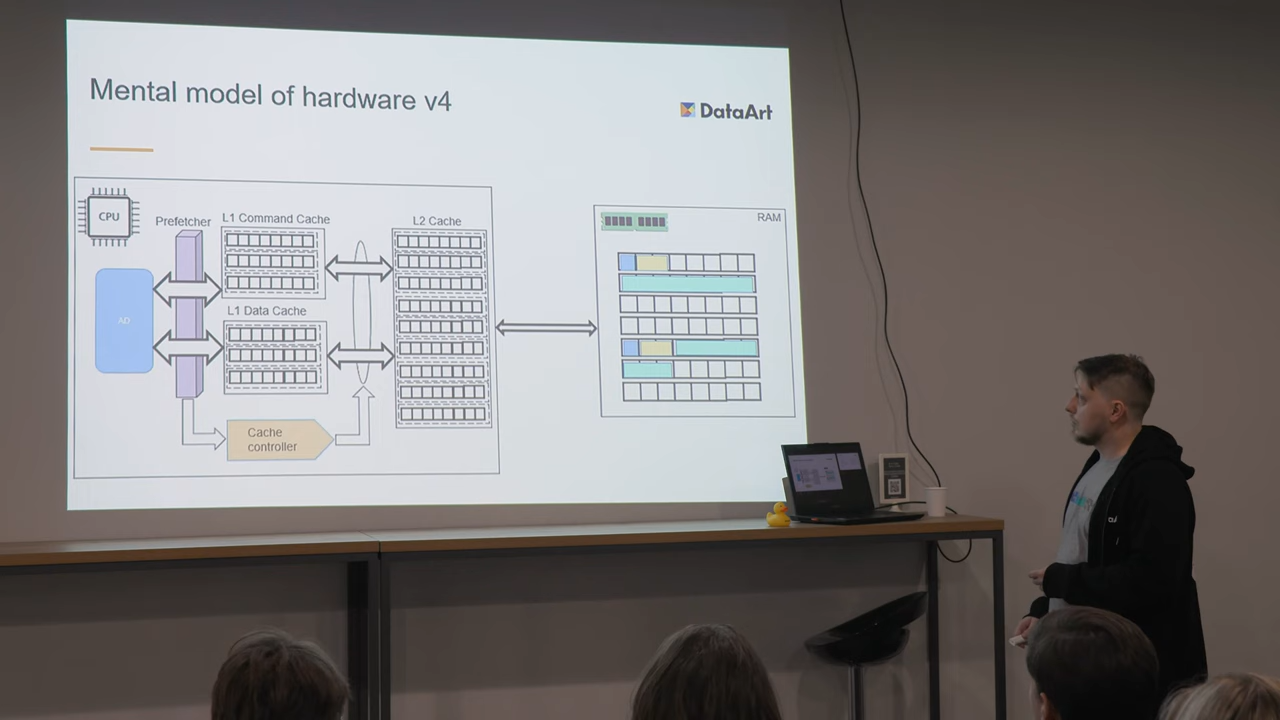 Mental model of hardware v4
DataArt
CPU
Prefetcher
L1 Command Cache
L2 Cache
RAM
AD
L1 Data Cache
Cache
controller